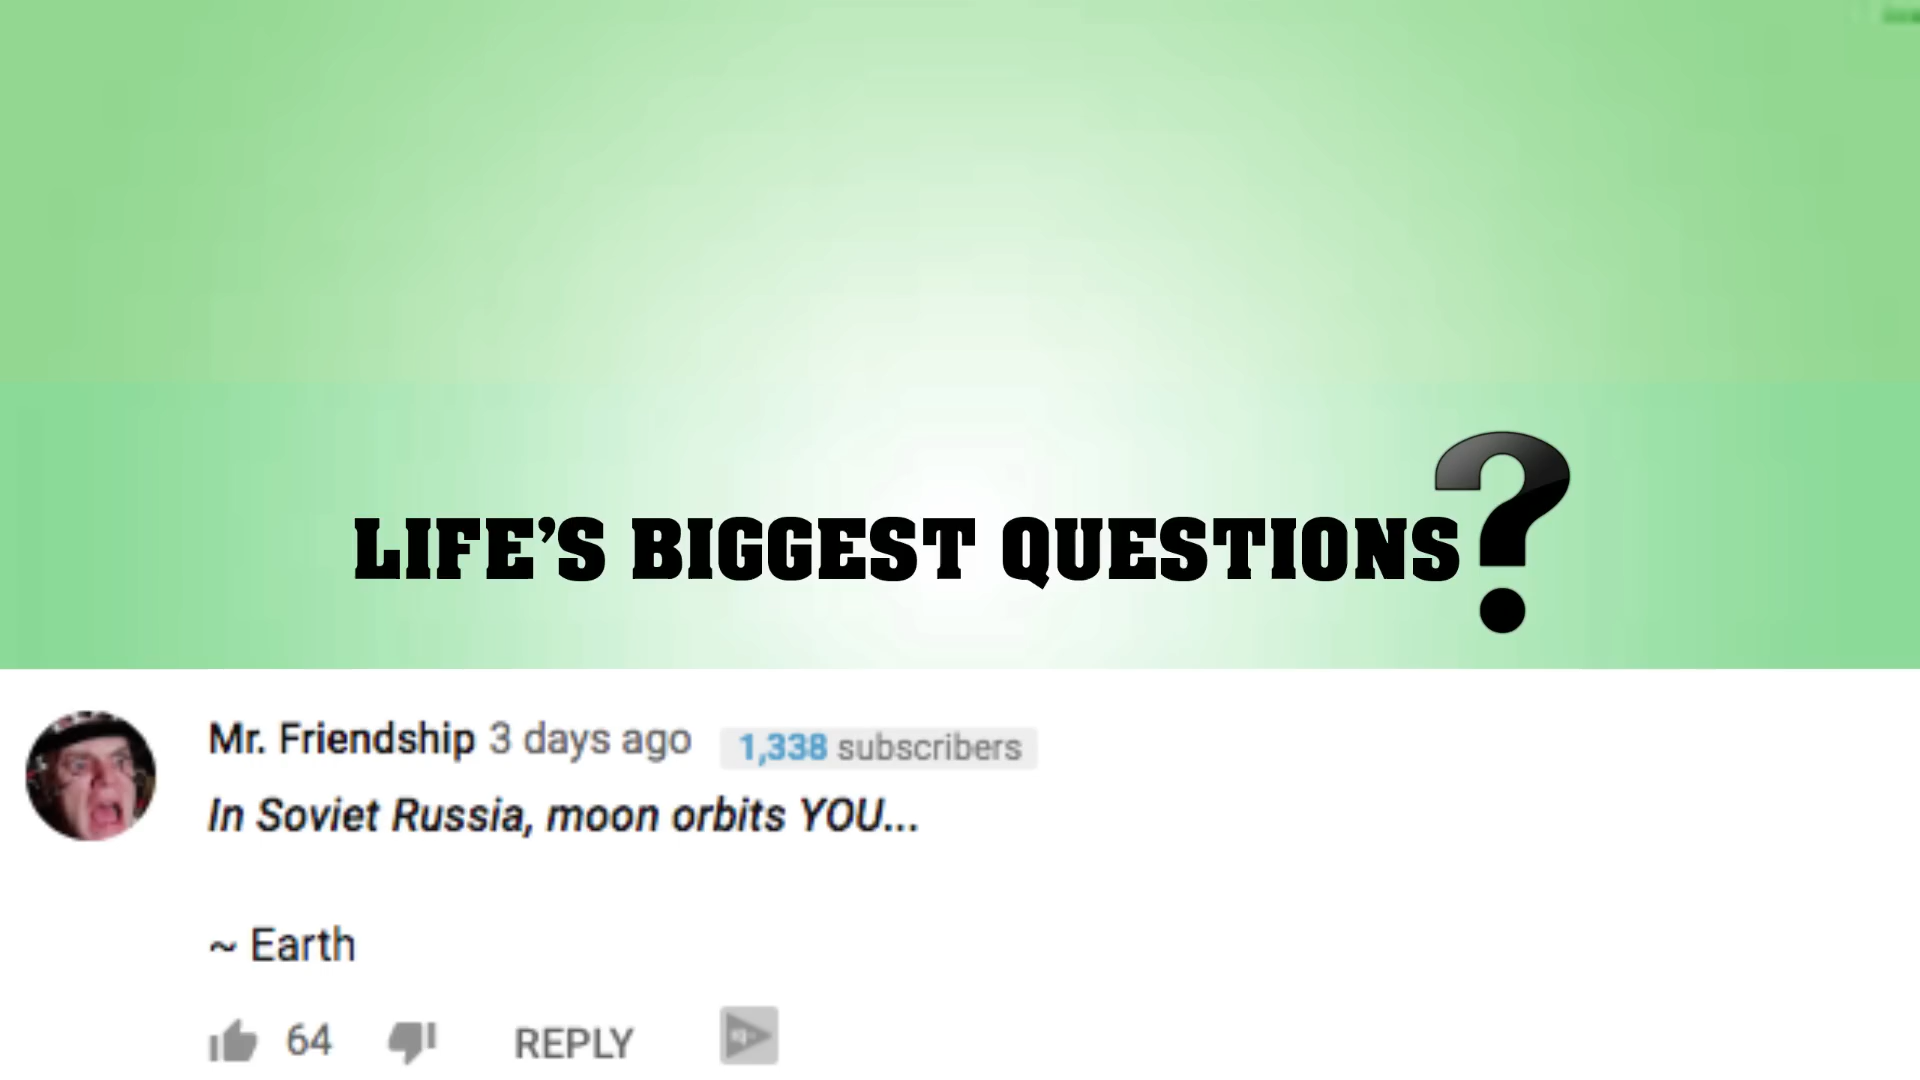 LIFE'S BIGGEST QUESTIONS?
Mr. Friendship 3 days ago 1,338 subscribers
In Soviet Russia, moon orbits YOU...
~ Earth
64 REPLY